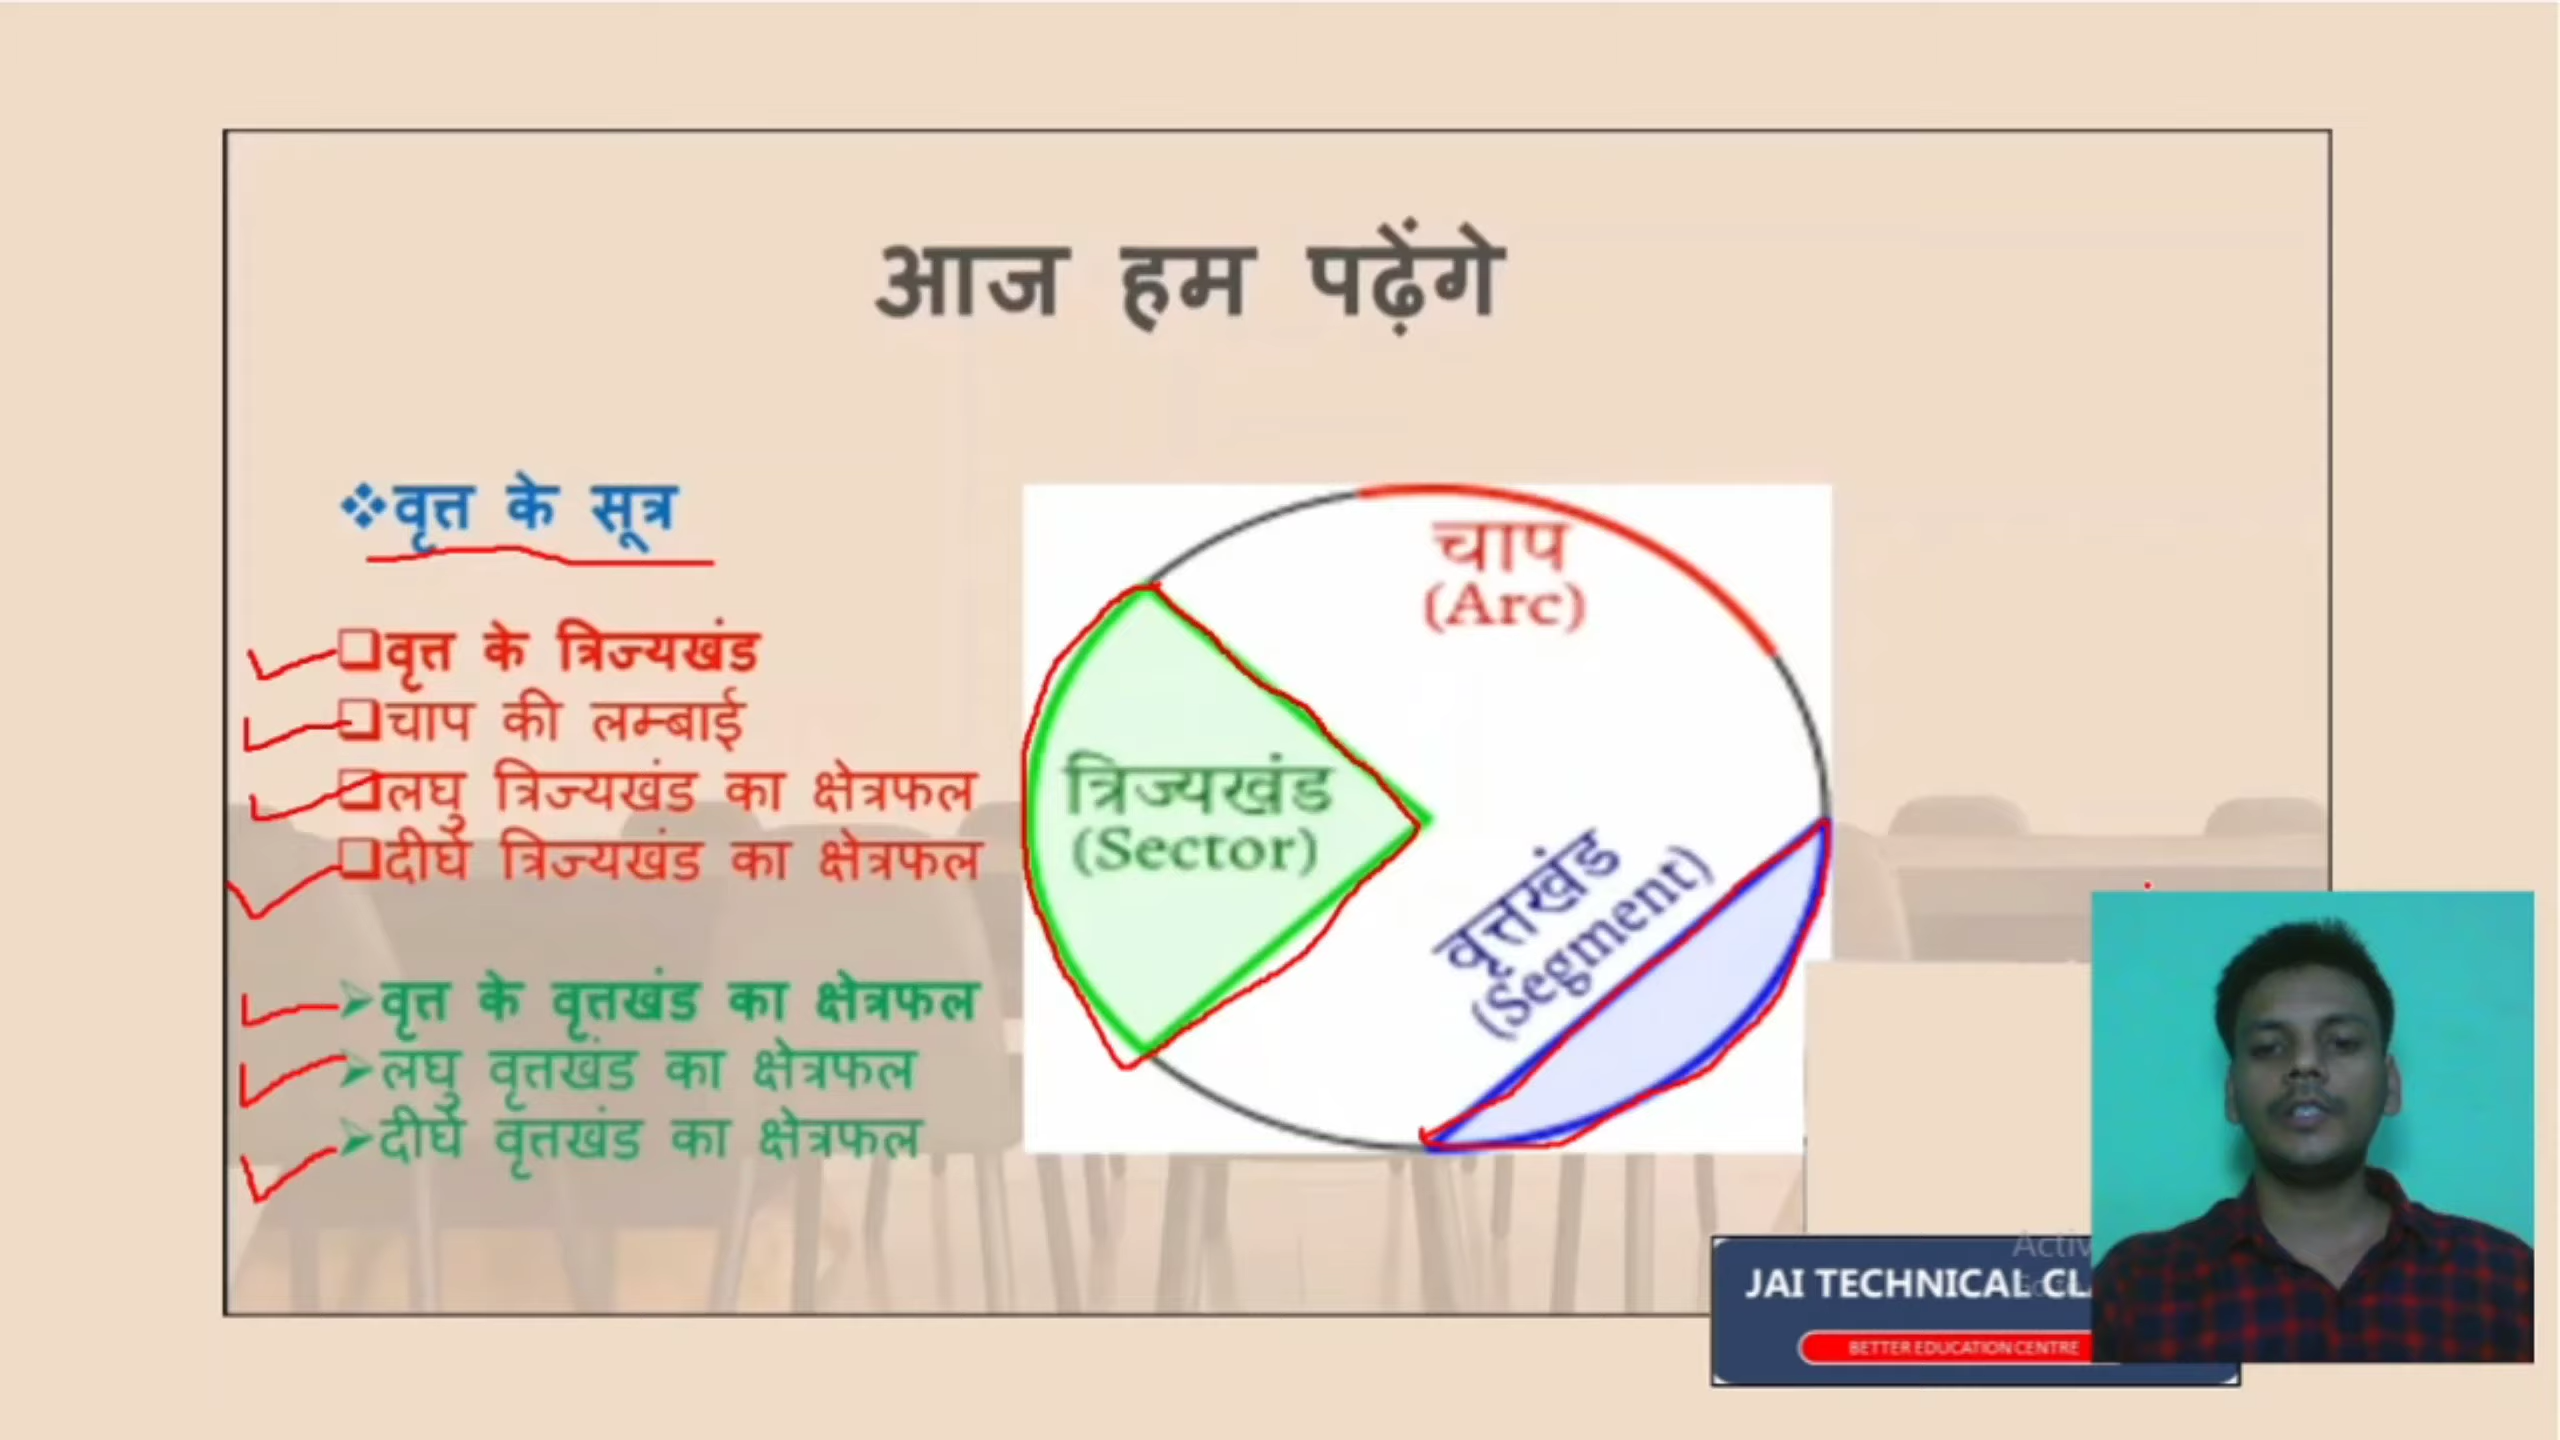 आज हम पढ़ेंगे
वृत्त के सूत्र
वृत्त के त्रिज्यखंड
चाप की लम्बाई
लघु त्रिज्यखंड का क्षेत्रफल
दीर्घ त्रिज्यखंड का क्षेत्रफल
वृत्त के वृत्तखंड का क्षेत्रफल
लघु वृत्तखंड का क्षेत्रफल
दीर्घ वृत्तखंड का क्षेत्रफल
चाप
(Arc)
त्रिज्यखंड
(Sector)
वृत्तखंड
(Segment)
JAI TECHNICAL
BETTER EDUCATION CENTRE